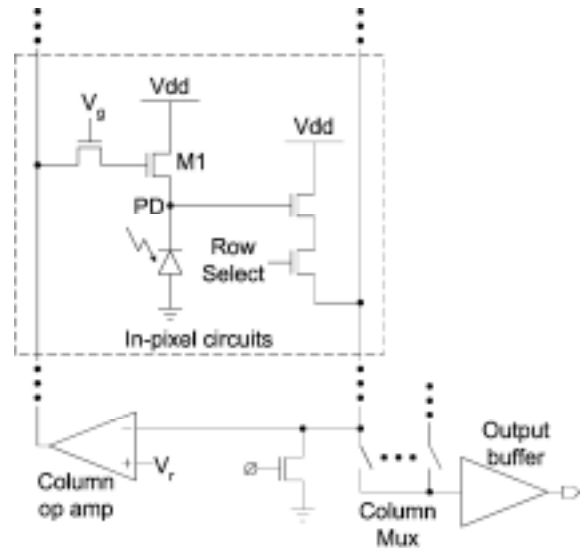 Vdd
Vg
Vdd
M1
PD
Row
Select
In-pixel circuits
−
+
Vr
Column
op amp
Ø
Output
buffer
Column
Mux